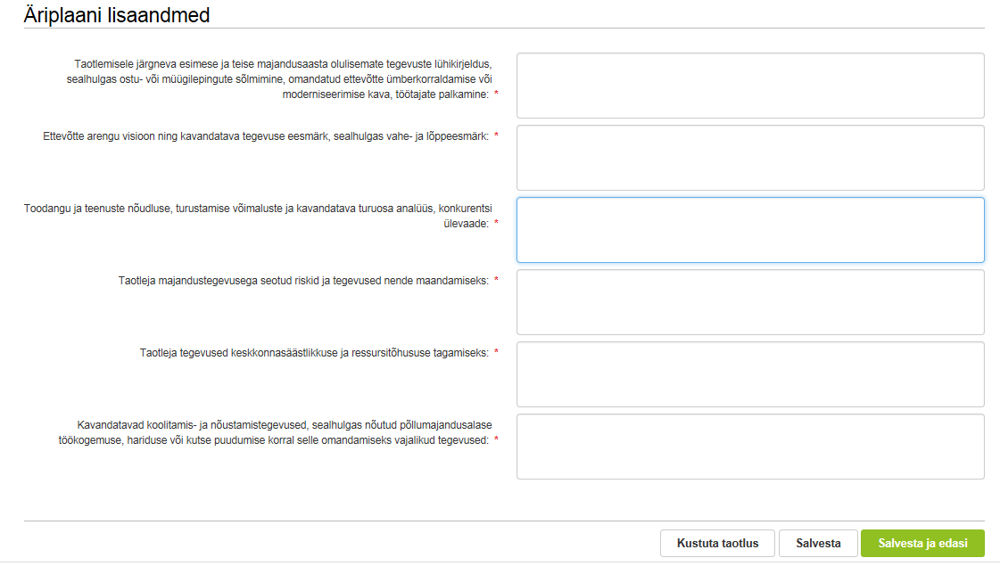 Äriplaani lisaandmed
Taotlemisele järgneva esimese ja teise majandusaasta olulisemate tegevuste lühikirjeldus,
sealhulgas ostu- või müügilepingute sõlmimine, omandatud ettevõtte ümberkorraldamise või
moderniseerimise kava, töötajate palkamine: *
Ettevõtte arengu visioon ning kavandatava tegevuse eesmärk, sealhulgas vahe- ja lõppeesmärk: *
Toodangu ja teenuste nõudluse, turustamise võimaluste ja kavandatava turuosa analüüs, konkurentsi
ülevaade: *
Taotleja majandustegevusega seotud riskid ja tegevused nende maandamiseks: *
Taotleja tegevused keskkonnasäästlikkuse ja ressursitõhususe tagamiseks: *
Kavandatavad koolitamis- ja nõustamistegevused, sealhulgas nõutud põllumajandusalase
töökogemuse, hariduse või kutse puudumise korral selle omandamiseks vajalikud tegevused: *
Kustuta taotlus Salvesta Salvesta ja edasi